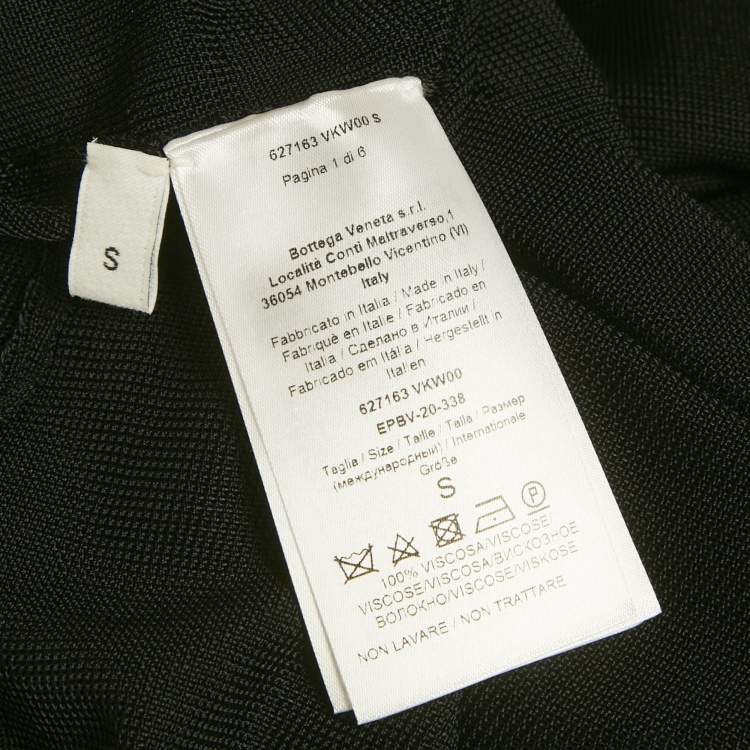 S
627163 VKW00 S
Pagina 1 di 6
Bottega Veneta s.r.l.
Località Conti Maltraverso,1
36054 Montebello Vicentino (VI)
Italy
Fabbricato in Italia / Made in Italy /
Fabriqué en Italie / Fabricado en
Italia / Сделано в Италии /
Fabricado em Itália / Hergestellt in
Italien
627163 VKW00
EPBV-20-338
Taglia / Size / Taille / Talla / Размер
(международный) / Internationale
Größe
S
P
100% VISCOSA/VISCOSE/
VISCOSE/VISCOSA/ВИСКОЗНОЕ
ВОЛОКНО/VISCOSE/VISKOSE
NON LAVARE / NON TRATTARE